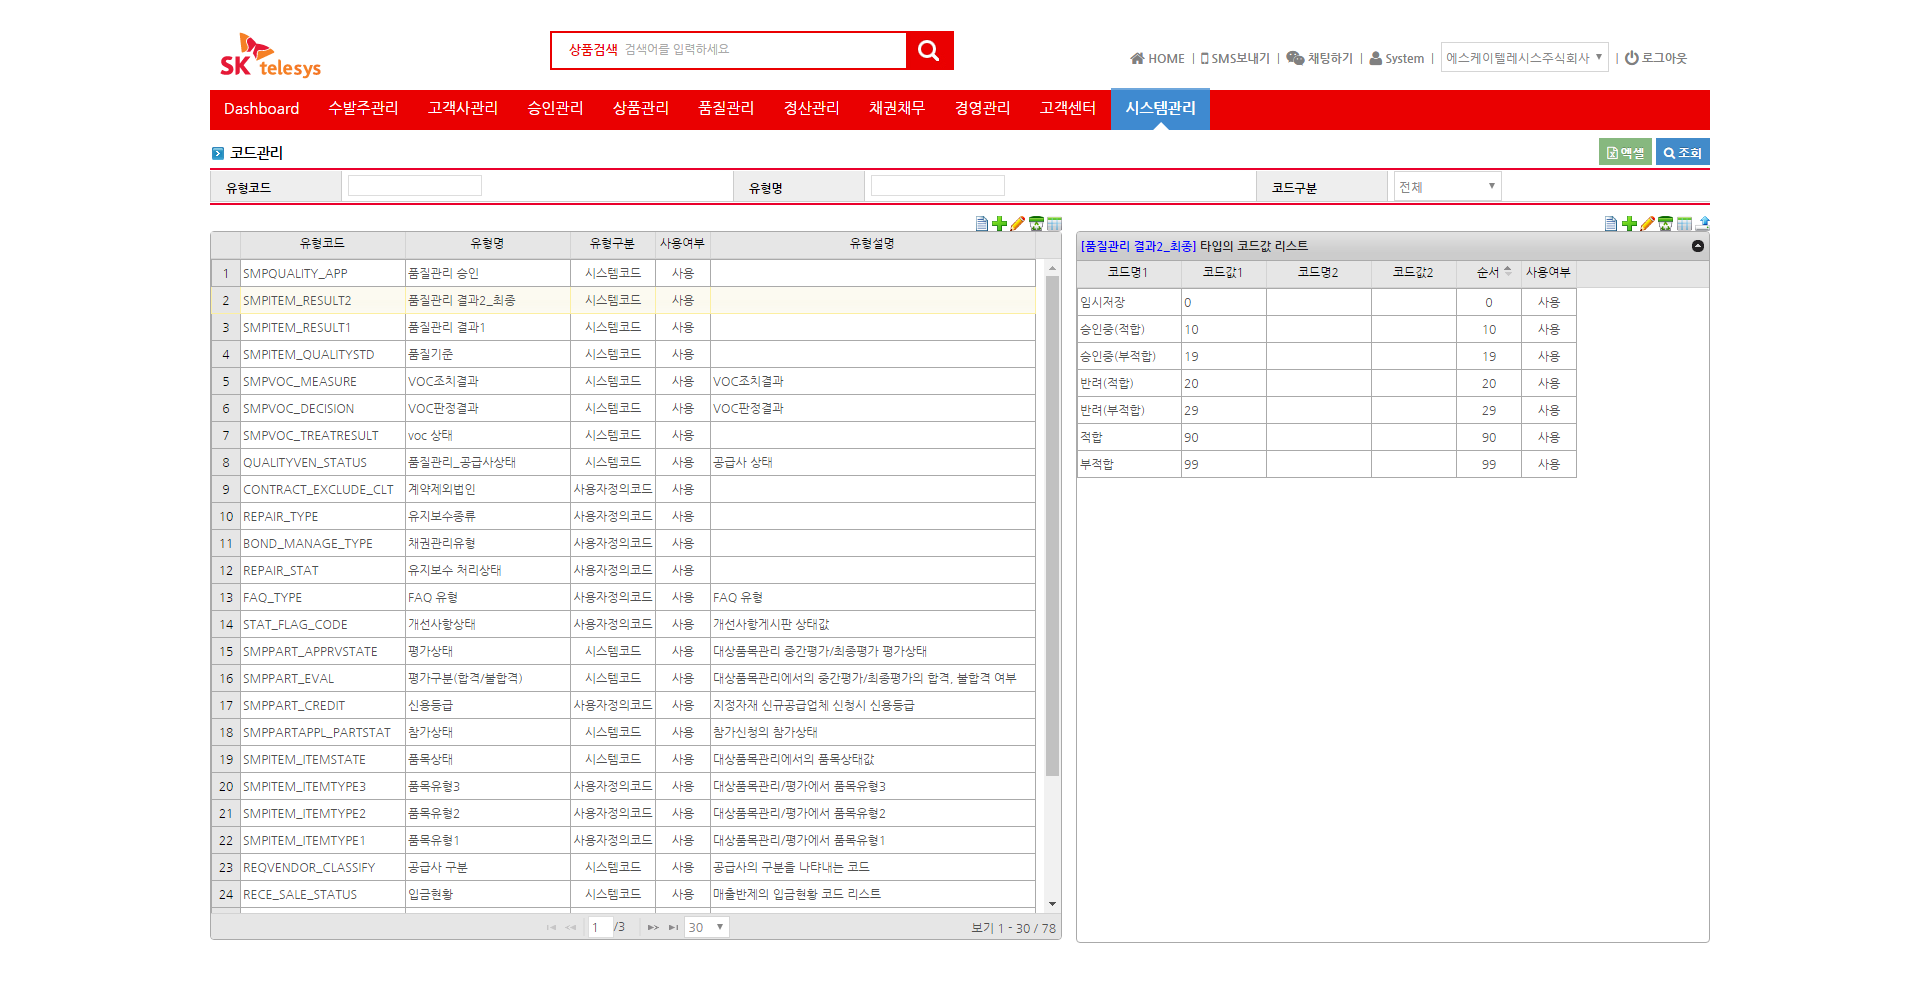 SK telesys
상품검색 검색어를 입력하세요
HOME | SMS보내기 | 채팅하기 | System | 에스케이텔레시스주식회사 | 로그아웃
Dashboard 수발주관리 고객사관리 승인관리 상품관리 품질관리 정산관리 채권채무 경영관리 고객센터 시스템관리
코드관리 엑셀 조회
유형코드 유형명 코드구분 전체
유형코드 유형명 유형구분 사용여부 유형설명
1 SMPQUALITY_APP 품질관리 승인 시스템코드 사용
2 SMPITEM_RESULT2 품질관리 결과2_최종 시스템코드 사용
3 SMPITEM_RESULT1 품질관리 결과1 시스템코드 사용
4 SMPITEM_QUALITYSTD 품질기준 시스템코드 사용
5 SMPVOC_MEASURE VOC조치결과 시스템코드 사용 VOC조치결과
6 SMPVOC_DECISION VOC판정결과 시스템코드 사용 VOC판정결과
7 SMPVOC_TREATRESULT voc 상태 시스템코드 사용
8 QUALITYVEN_STATUS 품질관리_공급사상태 시스템코드 사용 공급사 상태
9 CONTRACT_EXCLUDE_CLT 계약제외법인 사용자정의코드 사용
10 REPAIR_TYPE 유지보수종류 사용자정의코드 사용
11 BOND_MANAGE_TYPE 채권관리유형 사용자정의코드 사용
12 REPAIR_STAT 유지보수 처리상태 사용자정의코드 사용
13 FAQ_TYPE FAQ 유형 사용자정의코드 사용 FAQ 유형
14 STAT_FLAG_CODE 개선사항상태 사용자정의코드 사용 개선사항게시판 상태값
15 SMPPART_APPRVSTATE 평가상태 시스템코드 사용 대상품목관리 중간평가/최종평가 평가상태
16 SMPPART_EVAL 평가구분(합격/불합격) 시스템코드 사용 대상품목관리에서의 중간평가/최종평가의 합격, 불합격 여부
17 SMPPART_CREDIT 신용등급 사용자정의코드 사용 지정자재 신규공급업체 신청시 신용등급
18 SMPPARTAPPL_PARTSTAT 참가상태 시스템코드 사용 참가신청의 참가상태
19 SMPITEM_ITEMSTATE 품목상태 시스템코드 사용 대상품목관리에서의 품목상태값
20 SMPITEM_ITEMTYPE3 품목유형3 사용자정의코드 사용 대상품목관리/평가에서 품목유형3
21 SMPITEM_ITEMTYPE2 품목유형2 사용자정의코드 사용 대상품목관리/평가에서 품목유형2
22 SMPITEM_ITEMTYPE1 품목유형1 사용자정의코드 사용 대상품목관리/평가에서 품목유형1
23 REQVENDOR_CLASSIFY 공급사 구분 시스템코드 사용 공급사의 구분을 나타내는 코드
24 RECE_SALE_STATUS 입금현황 시스템코드 사용 매출반제의 입금현황 코드 리스트
1 /3 30 보기 1 - 30 / 78
[품질관리 결과2_최종] 타입의 코드값 리스트
코드명1 코드값1 코드명2 코드값2 순서 사용여부
임시저장 0 0 사용
승인중(적합) 10 10 사용
승인중(부적합) 19 19 사용
반려(적합) 20 20 사용
반려(부적합) 29 29 사용
적합 90 90 사용
부적합 99 99 사용